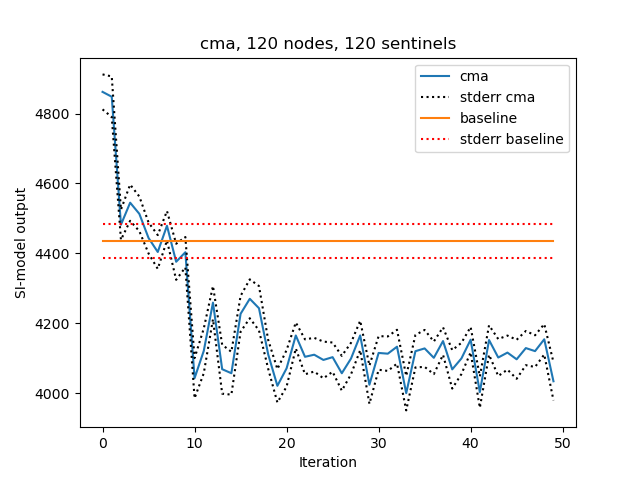 cma, 120 nodes, 120 sentinels
cma
stderr cma
baseline
stderr baseline
SI-model output
4800
4600
4400
4200
4000
0 10 20 30 40 50
Iteration